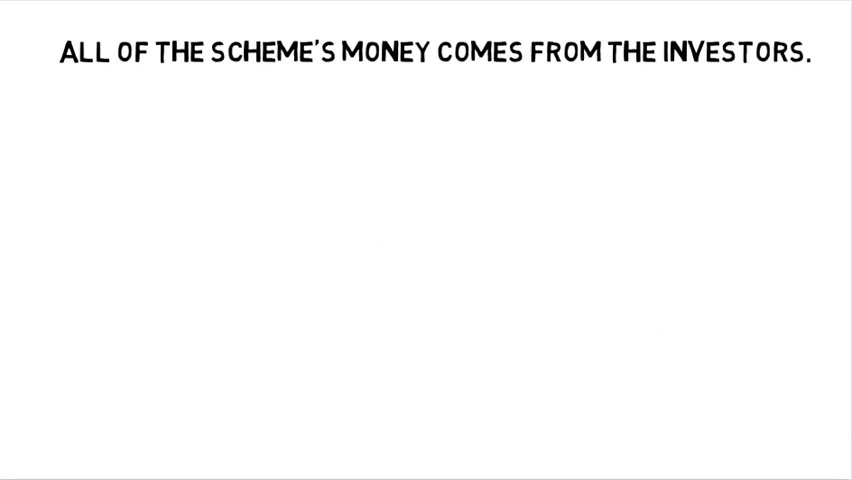 ALL OF THE SCHEME'S MONEY COMES FROM THE INVESTORS.